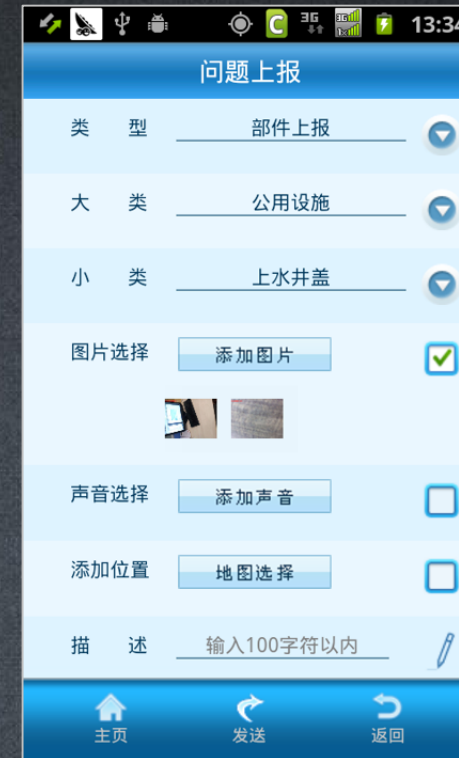 3G 3G 13:34
问题上报
类 型 部件上报
大 类 公用设施
小 类 上水井盖
图片选择 添加图片
声音选择 添加声音
添加位置 地图选择
描 述 输入100字符以内
主页 发送 返回